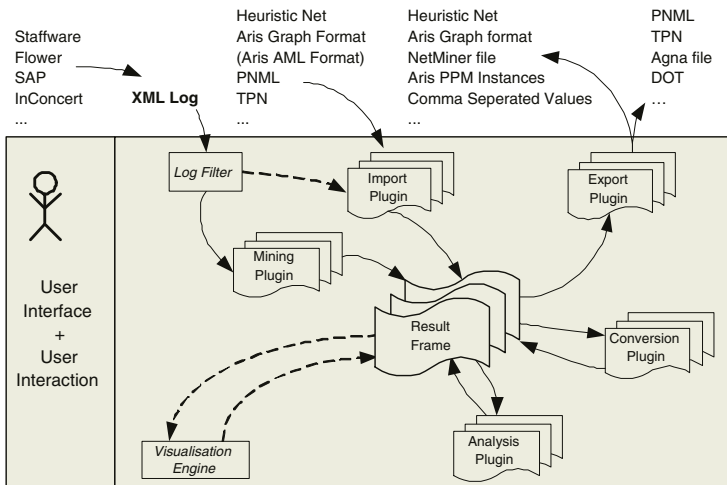 Staffware
Flower
SAP
InConcert
...
XML Log
Heuristic Net
Aris Graph Format
(Aris AML Format)
PNML
TPN
...
Heuristic Net
Aris Graph format
NetMiner file
Aris PPM Instances
Comma Seperated Values
...
PNML
TPN
Agna file
DOT
...
Log Filter
Import
Plugin
Export
Plugin
Mining
Plugin
User
Interface
+
User
Interaction
Result
Frame
Conversion
Plugin
Visualisation
Engine
Analysis
Plugin